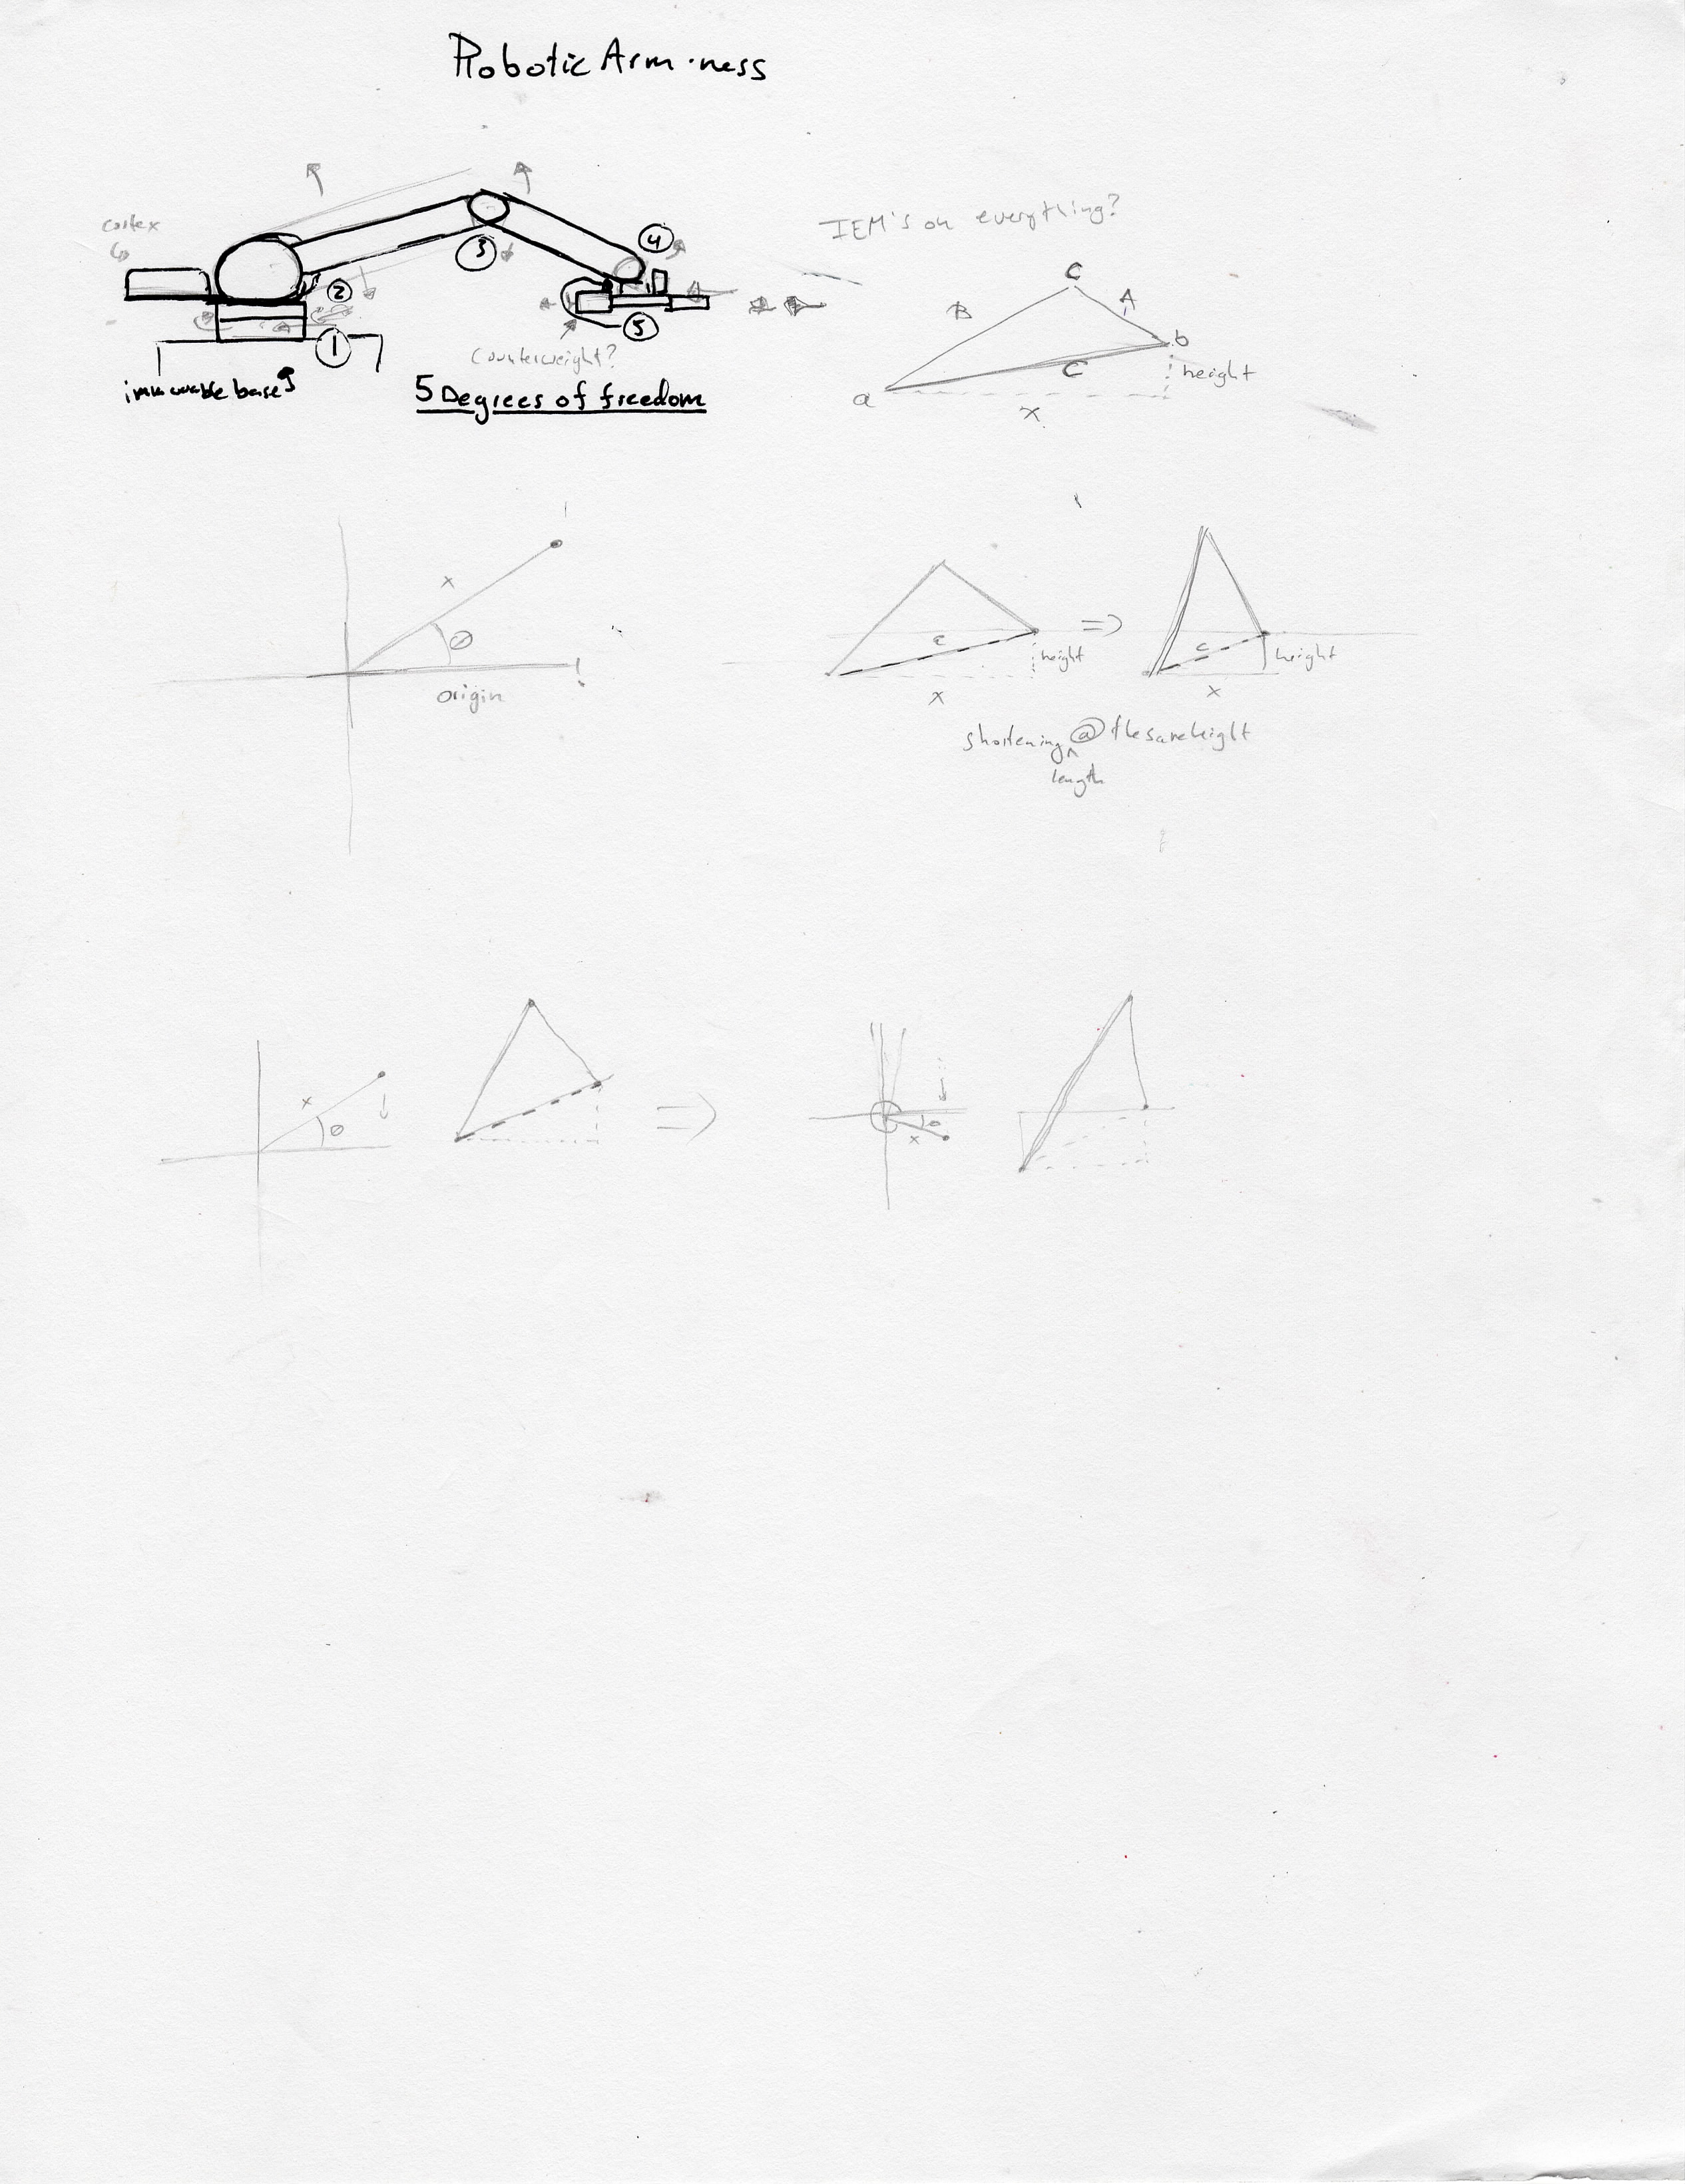 Robotic Arm-ness
cortex
IEM's on everything?
3
4
2
5
1
Counterweight?
immovable base
5 Degrees of freedom
C
B
A
b
C
height
a
x
x
θ
origin
c
height
x
=>
c
height
x
shortening @ the same height
length
x
θ
=>
θ
x